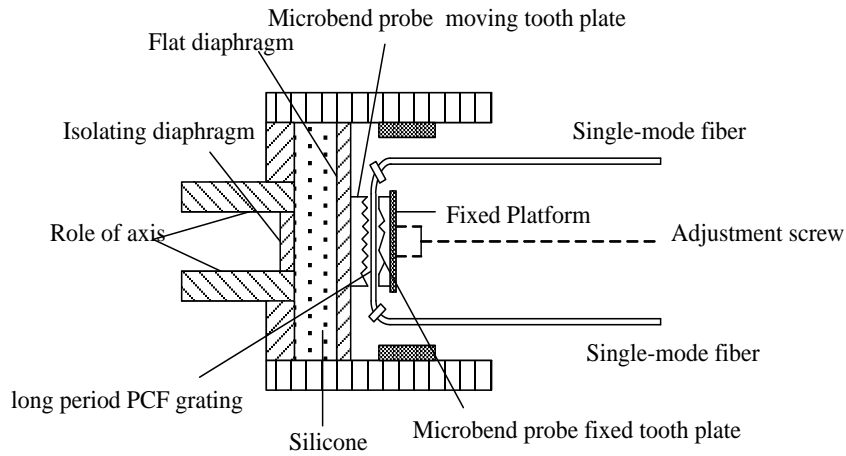 Microbend probe  moving tooth plate
Flat diaphragm
Isolating diaphragm
Single-mode fiber
Fixed Platform
Role of axis
Adjustment screw
Single-mode fiber
long period PCF grating
Microbend probe fixed tooth plate
Silicone